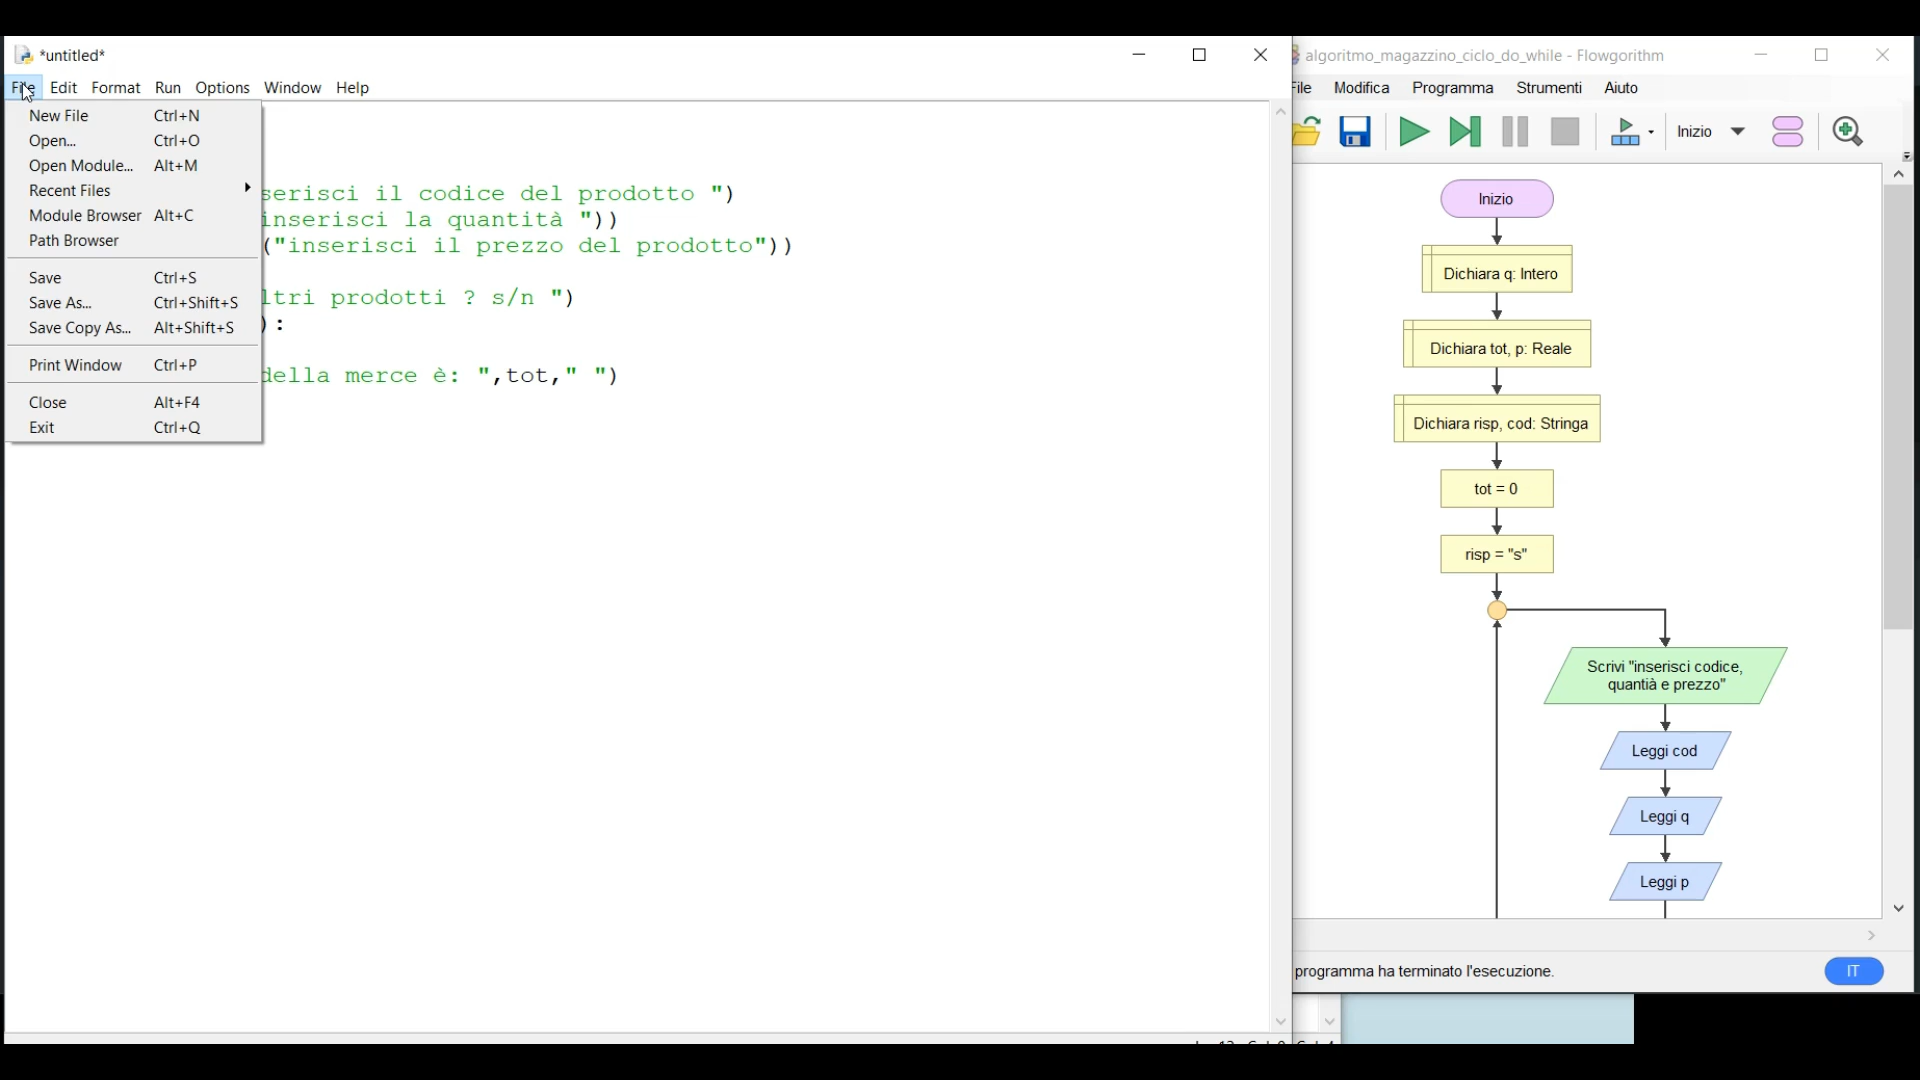 *untitled*
File Edit Format Run Options Window Help
New File Ctrl+N
Open... Ctrl+O
Open Module... Alt+M
Recent Files
Module Browser Alt+C
Path Browser
Save Ctrl+S
Save As... Ctrl+Shift+S
Save Copy As... Alt+Shift+S
Print Window Ctrl+P
Close Alt+F4
Exit Ctrl+Q
serisci il codice del prodotto ")
inserisci la quantità "))
("inserisci il prezzo del prodotto"))
ltri prodotti ? s/n ")
):
della merce è: ",tot," ")
algoritmo_magazzino_ciclo_do_while - Flowgorithm
File Modifica Programma Strumenti Aiuto
Inizio
Inizio
Dichiara q: Intero
Dichiara tot, p: Reale
Dichiara risp, cod: Stringa
tot = 0
risp = "s"
Scrivi "inserisci codice,
quantià e prezzo"
Leggi cod
Leggi q
Leggi p
programma ha terminato l'esecuzione.
IT